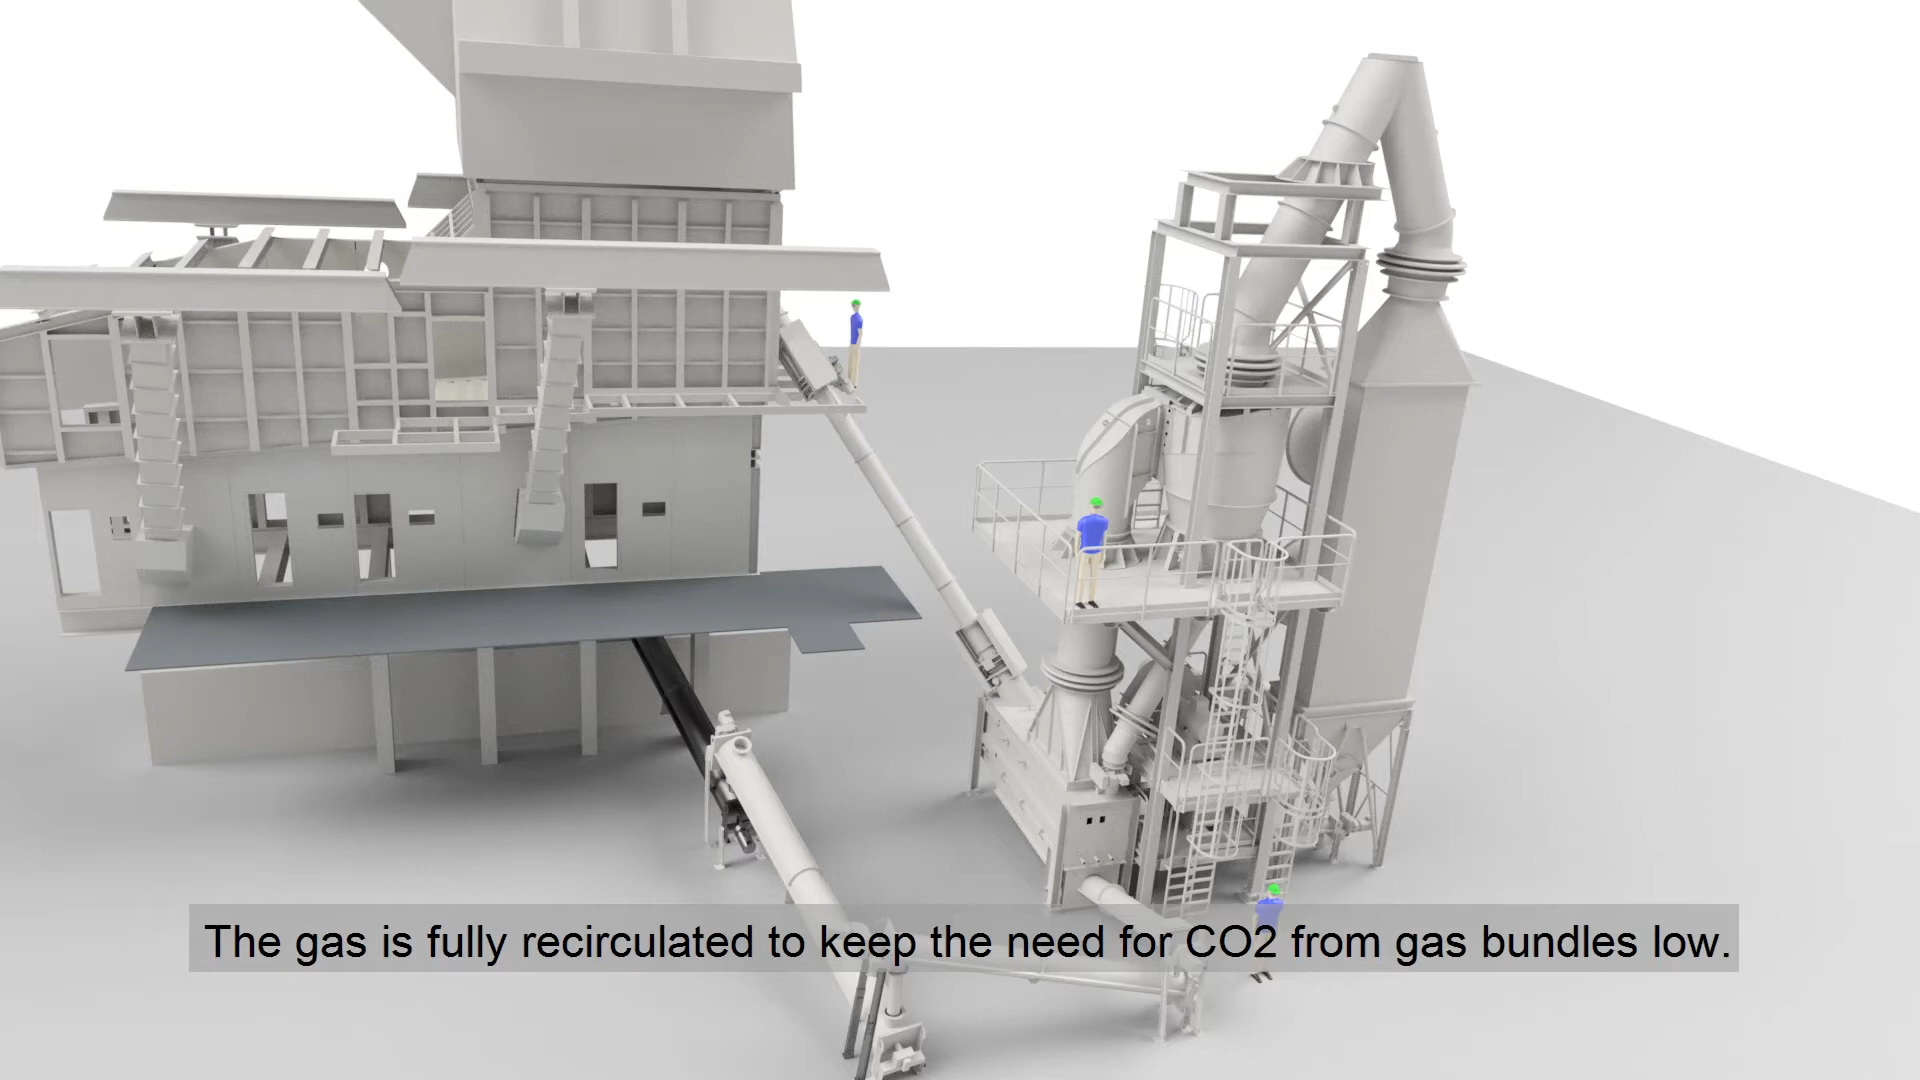 The gas is fully recirculated to keep the need for CO2 from gas bundles low.